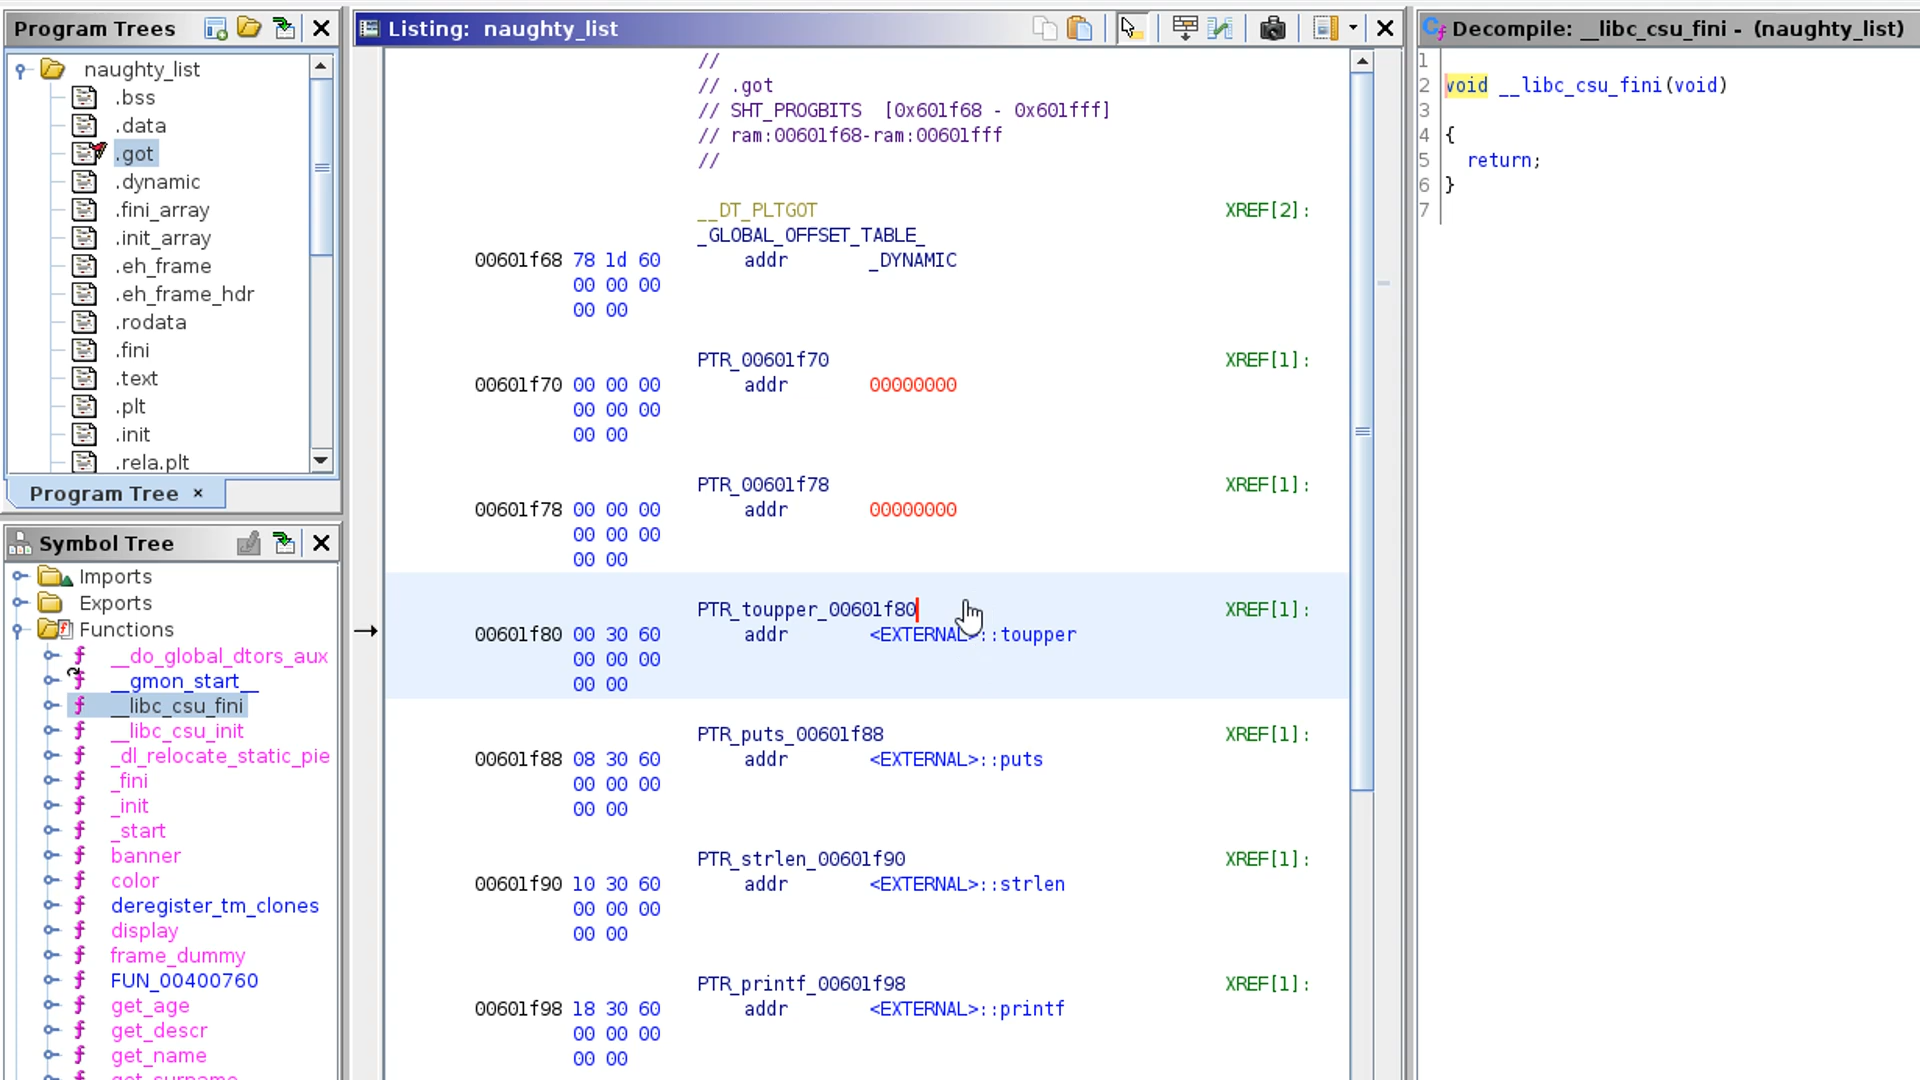 Program Trees
naughty_list
.bss
.data
.got
.dynamic
.fini_array
.init_array
.eh_frame
.eh_frame_hdr
.rodata
.fini
.text
.plt
.init
.rela.plt
Program Tree ×
Symbol Tree
Imports
Exports
Functions
__do_global_dtors_aux
__gmon_start__
__libc_csu_fini
__libc_csu_init
_dl_relocate_static_pie
_fini
_init
_start
banner
color
deregister_tm_clones
display
frame_dummy
FUN_00400760
get_age
get_descr
get_name
get_surname
Listing: naughty_list
//
// .got
// SHT_PROGBITS [0x601f68 - 0x601fff]
// ram:00601f68-ram:00601fff
//
__DT_PLTGOT XREF[2]:
_GLOBAL_OFFSET_TABLE_
00601f68 78 1d 60 addr _DYNAMIC
00 00 00
00 00
PTR_00601f70 XREF[1]:
00601f70 00 00 00 addr 00000000
00 00 00
00 00
PTR_00601f78 XREF[1]:
00601f78 00 00 00 addr 00000000
00 00 00
00 00
PTR_toupper_00601f80 XREF[1]:
00601f80 00 30 60 addr <EXTERNAL>::toupper
00 00 00
00 00
PTR_puts_00601f88 XREF[1]:
00601f88 08 30 60 addr <EXTERNAL>::puts
00 00 00
00 00
PTR_strlen_00601f90 XREF[1]:
00601f90 10 30 60 addr <EXTERNAL>::strlen
00 00 00
00 00
PTR_printf_00601f98 XREF[1]:
00601f98 18 30 60 addr <EXTERNAL>::printf
00 00 00
00 00
Decompile: __libc_csu_fini - (naughty_list)
1
2 void __libc_csu_fini(void)
3
4 {
5 return;
6 }
7